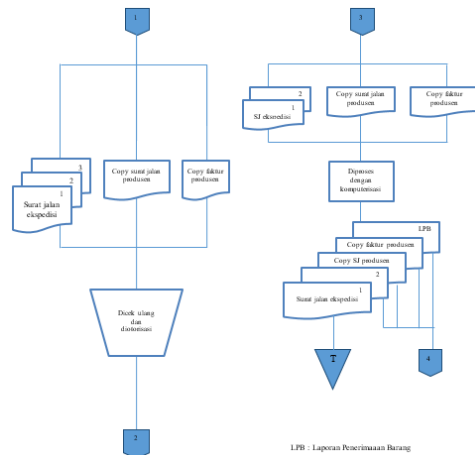 1
3
2
1
SJ eksoedisi
Copy surat jalan
produsen
Copy faktur
produsen
3
2
1
Surat jalan
ekspedisi
Copy surat jalan
produsen
Copy faktur
produsen
Diproses
dengan
komputerisasi
LPB
Copy faktur produsen
Copy SJ produsen
2
1
Surat jalan ekspedisi
Dicek ulang
dan
diotorisasi
T
4
2
LPB : Laporan Penerimaaan Barang